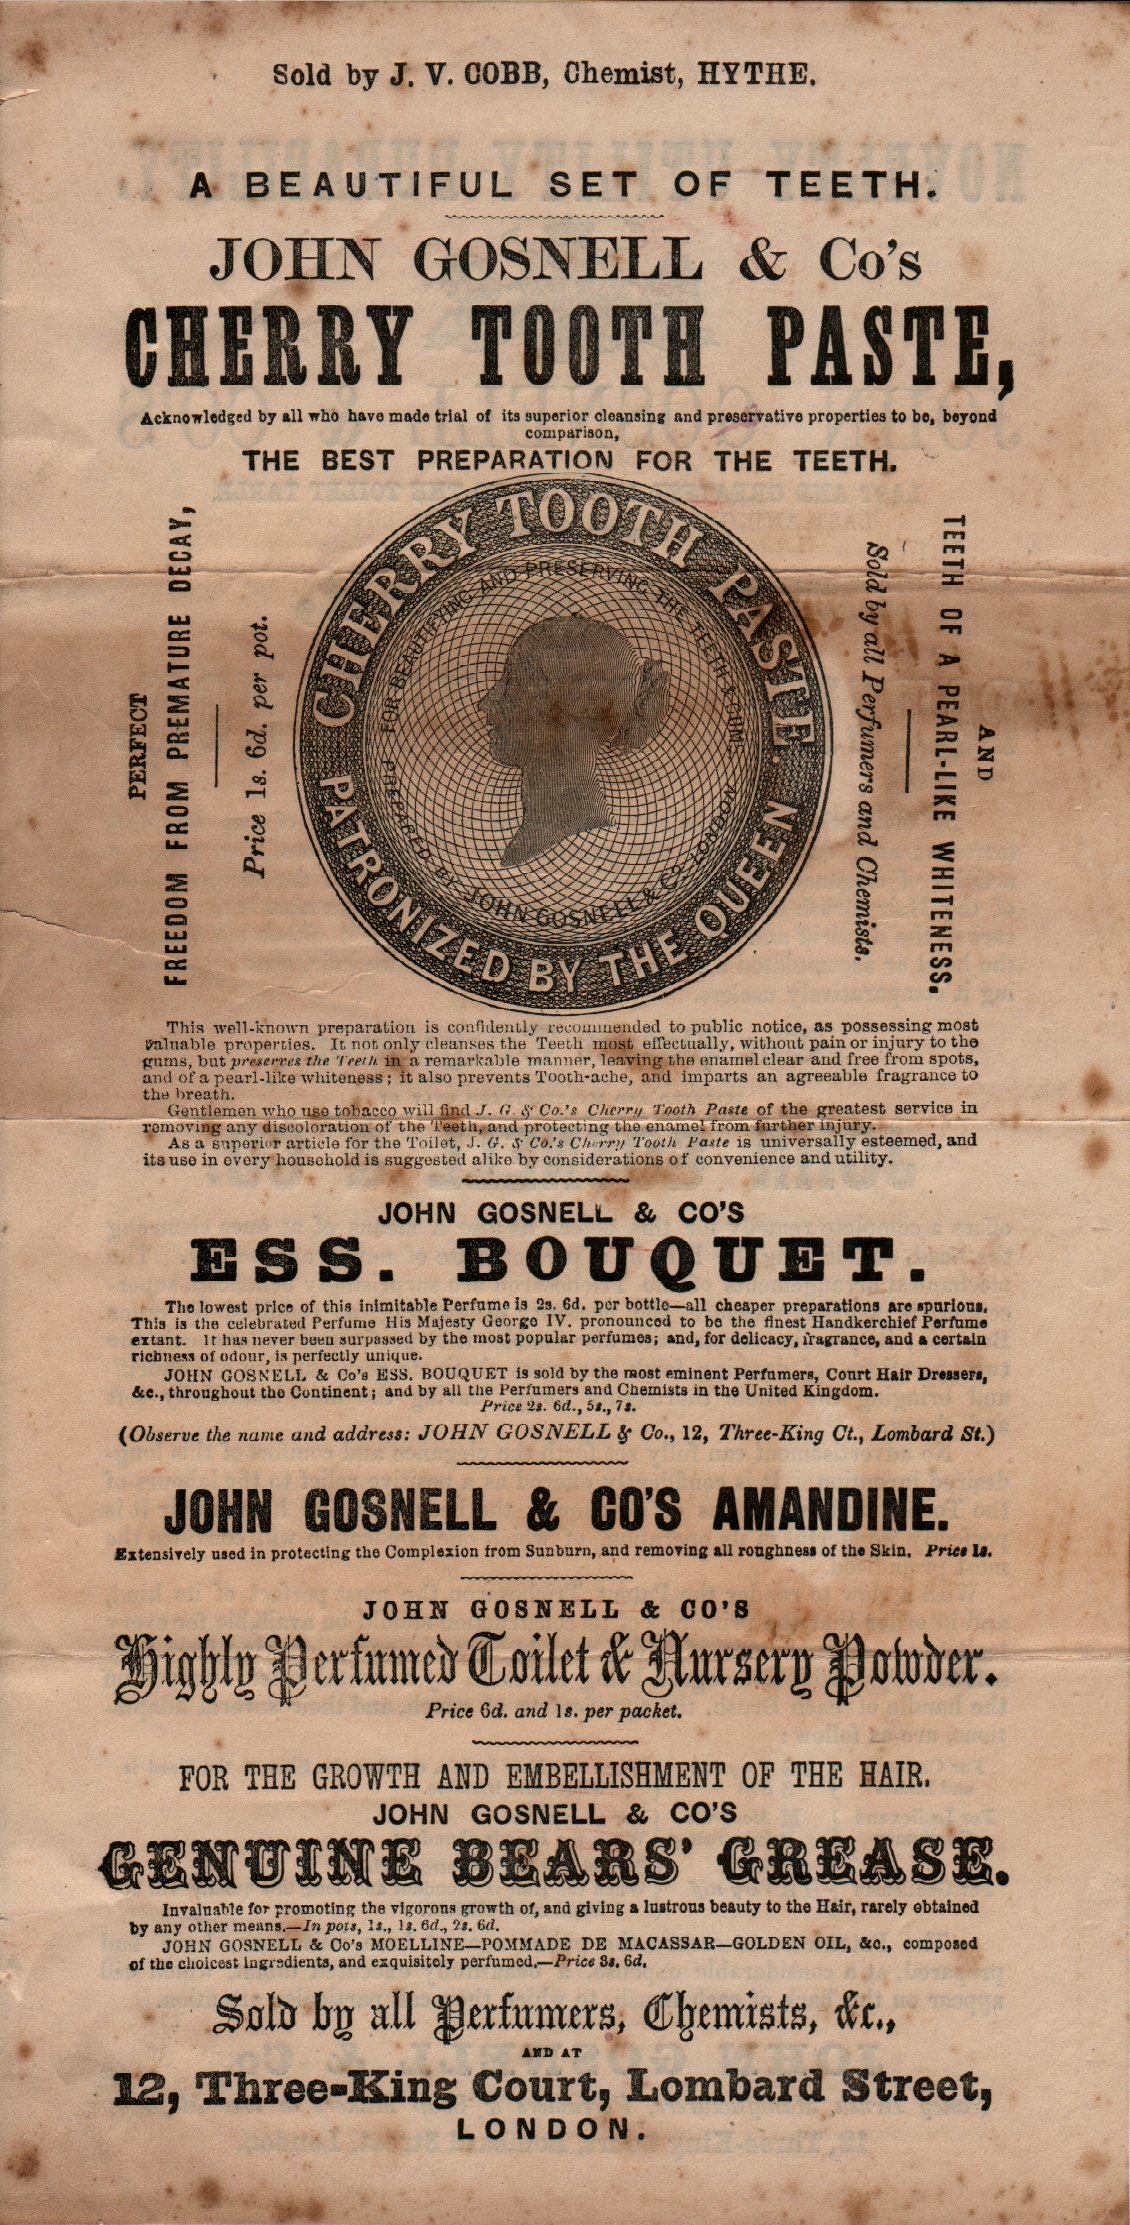 Sold by J. V. COBB, Chemist, HYTHE.
A BEAUTIFUL SET OF TEETH.
JOHN GOSNELL & Co's
CHERRY TOOTH PASTE,
Acknowledged by all who have made trial of its superior cleansing and preservative properties to be, beyond
comparison,
THE BEST PREPARATION FOR THE TEETH.
PERFECT
FREEDOM FROM PREMATURE DECAY,
Price 1s. 6d. per pot.
CHERRY TOOTH PASTE.
PATRONIZED BY THE QUEEN
FOR BEAUTIFYING AND PRESERVING THE TEETH & GUMS
PREPARED BY JOHN GOSNELL & Co. LONDON
Sold by all Perfumers and Chemists.
TEETH OF A PEARL-LIKE WHITENESS.
AND
This well-known preparation is confidently recommended to public notice, as possessing most
valuable properties. It not only cleanses the Teeth most effectually, without pain or injury to the
gums, but preserves the Teeth in a remarkable manner, leaving the enamel clear and free from spots,
and of a pearl-like whiteness; it also prevents Tooth-ache, and imparts an agreeable fragrance to
the breath.
Gentlemen who use tobacco will find J. G. & Co.'s Cherry Tooth Paste of the greatest service in
removing any discoloration of the Teeth, and protecting the enamel from further injury.
As a superior article for the Toilet, J. G. & Co.'s Cherry Tooth Paste is universally esteemed, and
its use in every household is suggested alike by considerations of convenience and utility.
JOHN GOSNELL & CO'S
ESS. BOUQUET.
The lowest price of this inimitable Perfume is 2s. 6d. per bottle—all cheaper preparations are spurious.
This is the celebrated Perfume His Majesty George IV. pronounced to be the finest Handkerchief Perfume
extant. It has never been surpassed by the most popular perfumes; and, for delicacy, fragrance, and a certain
richness of odour, is perfectly unique.
JOHN GOSNELL & Co's ESS. BOUQUET is sold by the most eminent Perfumers, Court Hair Dressers,
&c., throughout the Continent; and by all the Perfumers and Chemists in the United Kingdom.
Price 2s. 6d., 5s., 7s.
(Observe the name and address: JOHN GOSNELL & Co., 12, Three-King Ct., Lombard St.)
JOHN GOSNELL & CO'S AMANDINE.
Extensively used in protecting the Complexion from Sunburn, and removing all roughness of the Skin. Price 1s.
JOHN GOSNELL & CO'S
Highly Perfumed Toilet & Nursery Powder.
Price 6d. and 1s. per packet.
FOR THE GROWTH AND EMBELLISHMENT OF THE HAIR.
JOHN GOSNELL & CO'S
GENUINE BEARS' GREASE.
Invaluable for promoting the vigorous growth of, and giving a lustrous beauty to the Hair, rarely obtained
by any other means.—In pots, 1s., 1s. 6d., 2s. 6d.
JOHN GOSNELL & Co's MOELLINE—POMMADE DE MACASSAR—GOLDEN OIL, &c., composed
of the choicest Ingredients, and exquisitely perfumed.—Price 3s. 6d.
Sold by all Perfumers, Chemists, &c.,
AND AT
12, Three-King Court, Lombard Street,
LONDON.